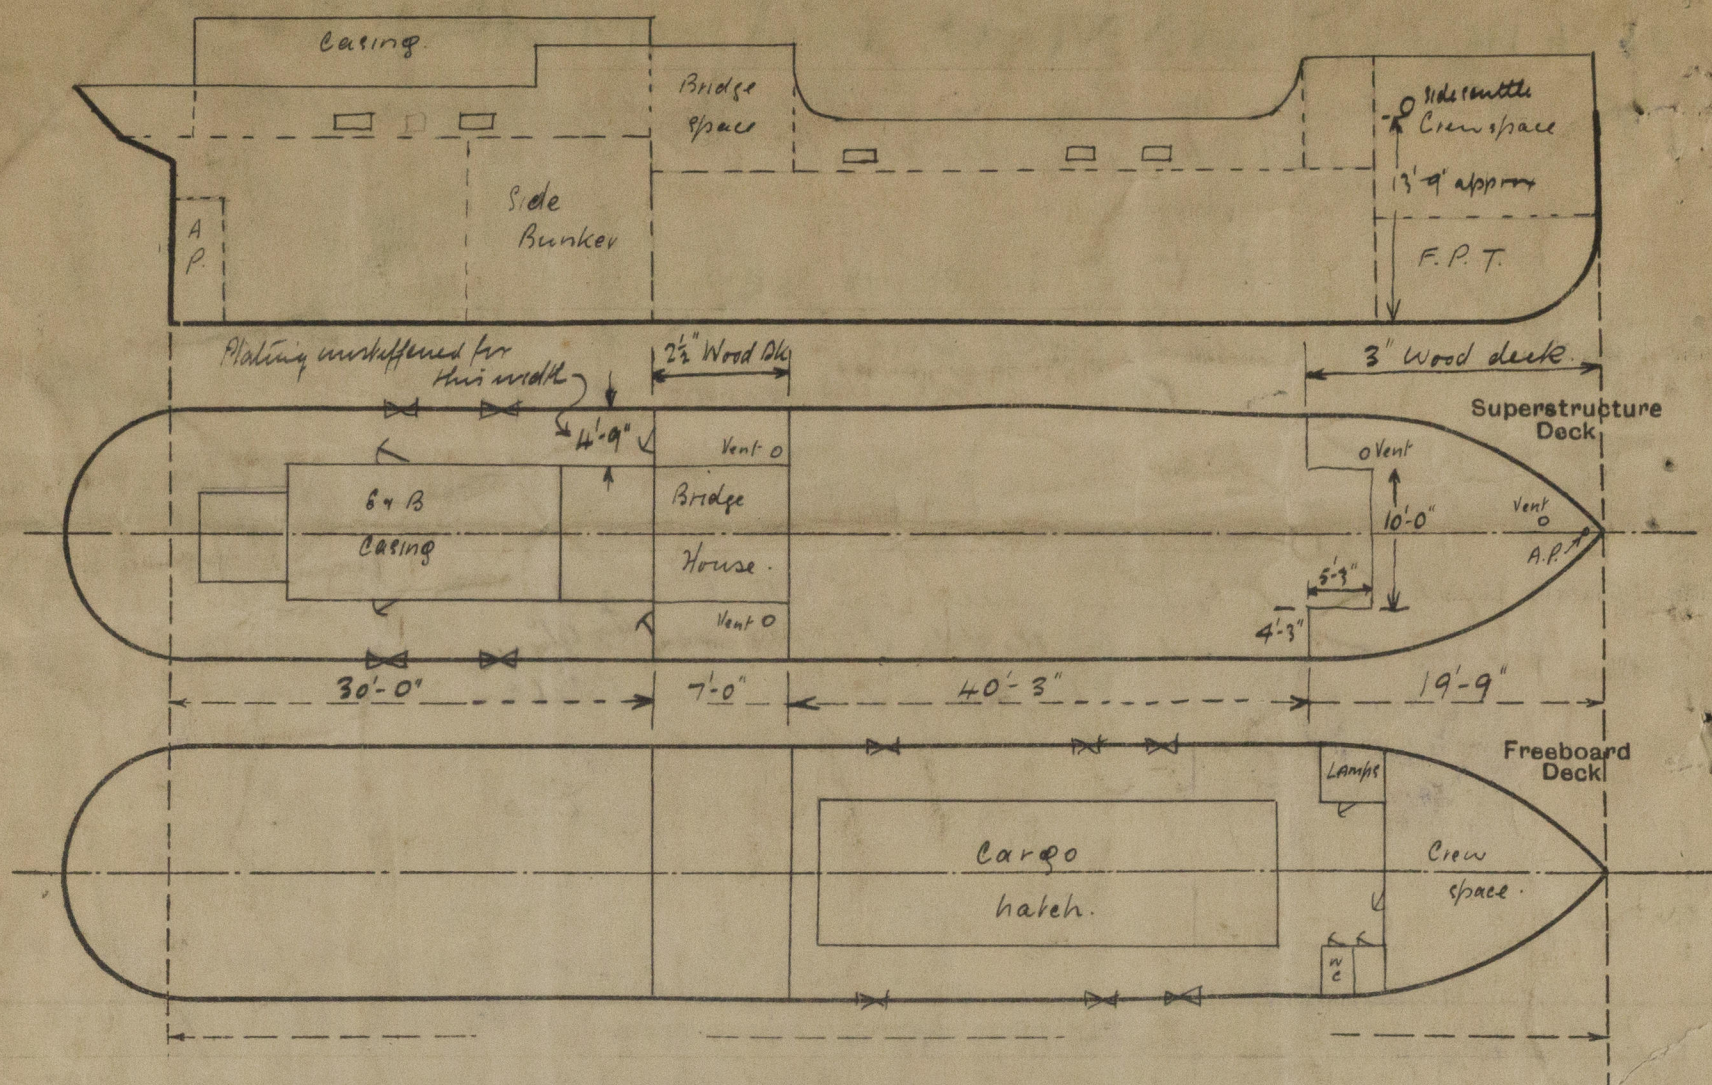 Casing.
Bridge
space
Side scuttle
Crew space
13'-9" approx
Side
Bunker
A
P.
F. P. T.
Plating unstiffened for
this width
2½" Wood Dk
3" Wood deck.
Superstructure
Deck
4'-9"
Vent
Vent
E & B
Casing
Bridge
House.
10'-0"
Vent
A.P.
5'-3"
Vent
4'-3"
30'-0"
7'-0"
40'-3"
19'-9"
Freeboard
Deck
LAMPS
Cargo
hatch.
Crew
space.
W
C